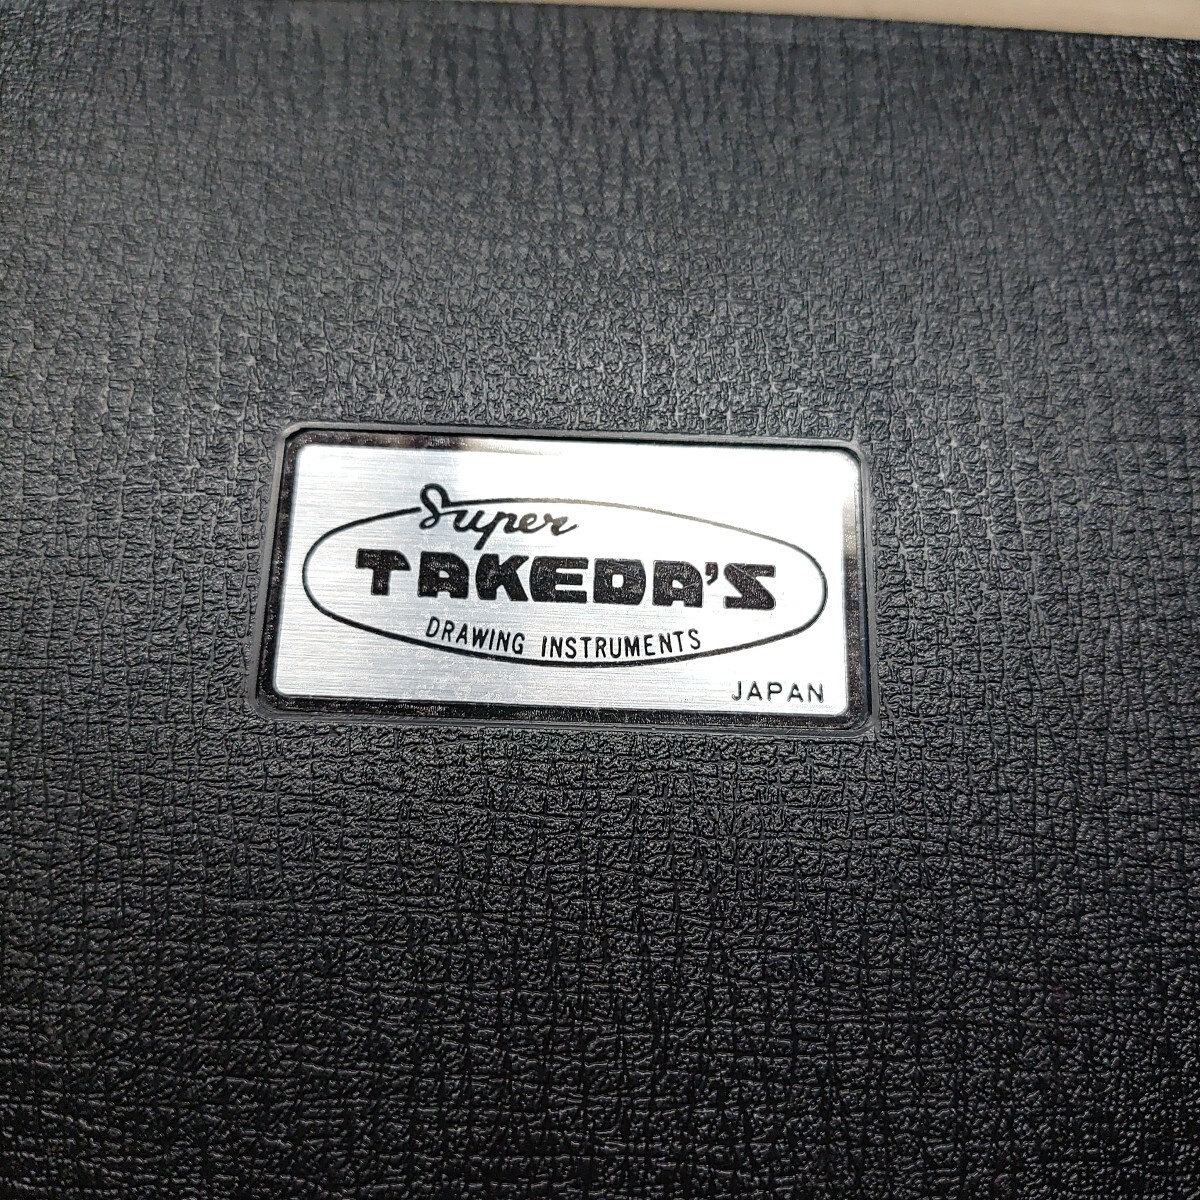 Super
TAKEDA'S
DRAWING INSTRUMENTS
JAPAN